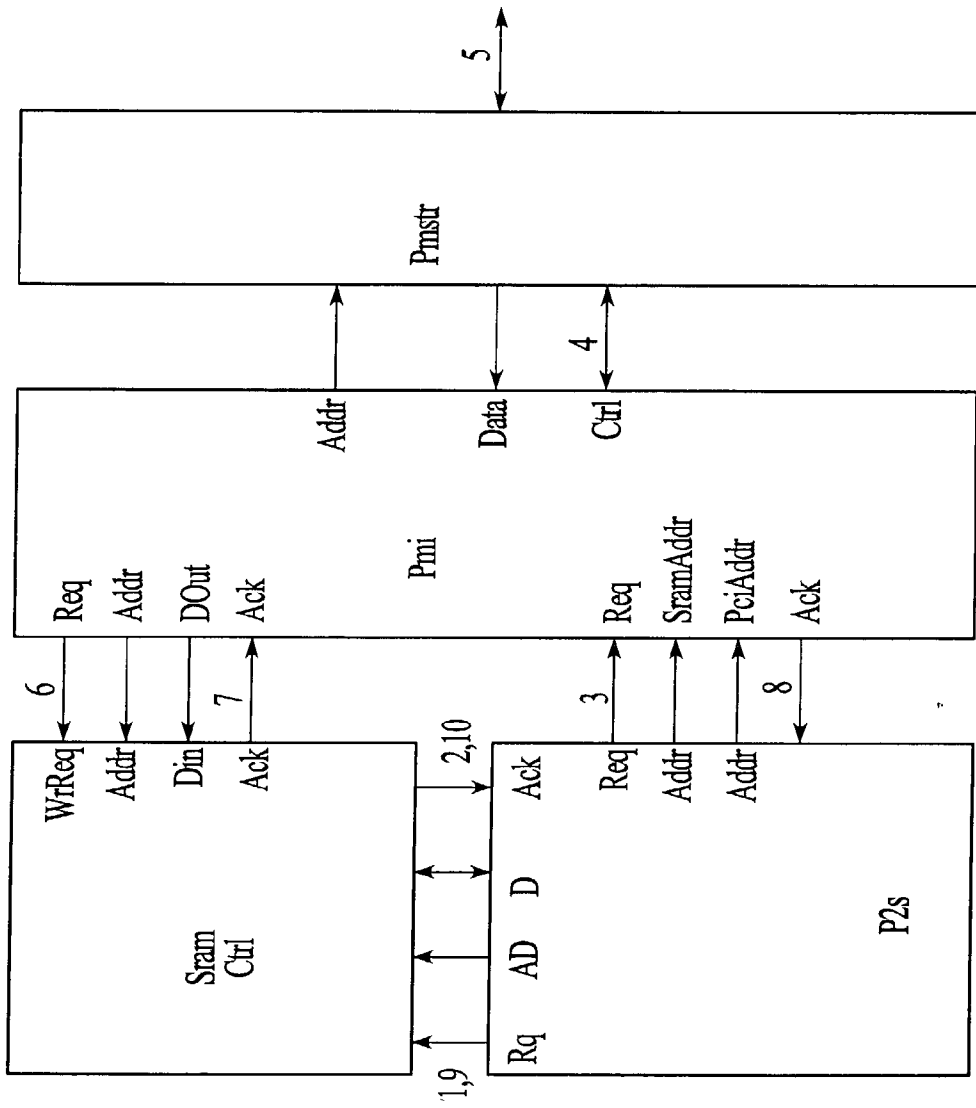 5
Pmstr
4
Addr
Data
Ctrl
Pmi
Req
Addr
DOut
Ack
Req
SramAddr
PciAddr
Ack
6
7
3
8
WrReq
Addr
Din
Ack
2,10
Ack
Req
Addr
Addr
Sram
Ctrl
D
AD
Rq
P2s
1,9